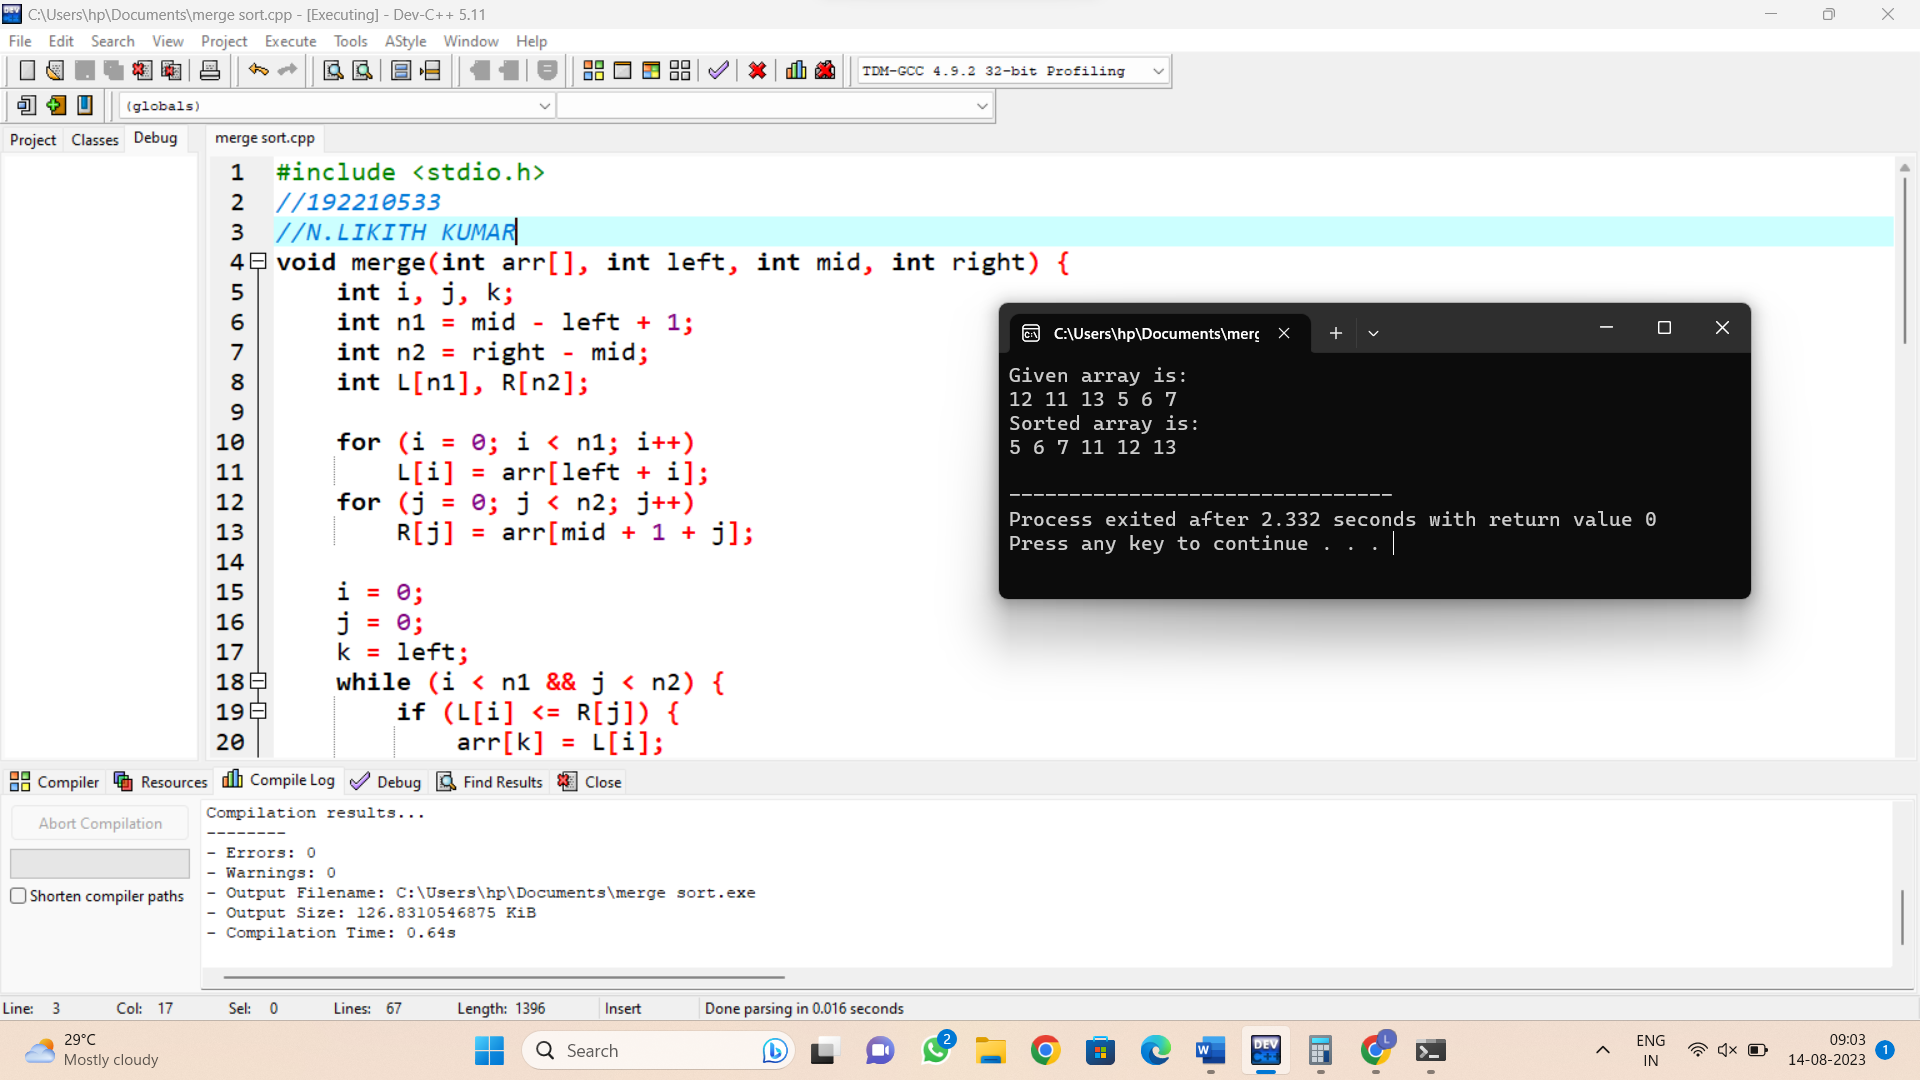 C:\Users\hp\Documents\merge sort.cpp - [Executing] - Dev-C++ 5.11
File Edit Search View Project Execute Tools AStyle Window Help
TDM-GCC 4.9.2 32-bit Profiling
(globals)
Project Classes Debug
merge sort.cpp
1 #include <stdio.h>
2 //192210533
3 //N.LIKITH KUMAR
4 void merge(int arr[], int left, int mid, int right) {
5 int i, j, k;
6 int n1 = mid - left + 1;
7 int n2 = right - mid;
8 int L[n1], R[n2];
9
10 for (i = 0; i < n1; i++)
11 L[i] = arr[left + i];
12 for (j = 0; j < n2; j++)
13 R[j] = arr[mid + 1 + j];
14
15 i = 0;
16 j = 0;
17 k = left;
18 while (i < n1 && j < n2) {
19 if (L[i] <= R[j]) {
20 arr[k] = L[i];
C:\Users\hp\Documents\merg
Given array is:
12 11 13 5 6 7
Sorted array is:
5 6 7 11 12 13
--------------------------------
Process exited after 2.332 seconds with return value 0
Press any key to continue . . .
Compiler Resources Compile Log Debug Find Results Close
Abort Compilation
Shorten compiler paths
Compilation results...
--------
- Errors: 0
- Warnings: 0
- Output Filename: C:\Users\hp\Documents\merge sort.exe
- Output Size: 126.8310546875 KiB
- Compilation Time: 0.64s
Line: 3 Col: 17 Sel: 0 Lines: 67 Length: 1396 Insert Done parsing in 0.016 seconds
29°C
Mostly cloudy
Search
2
DEV
C++
L
ENG
IN
09:03
14-08-2023
1